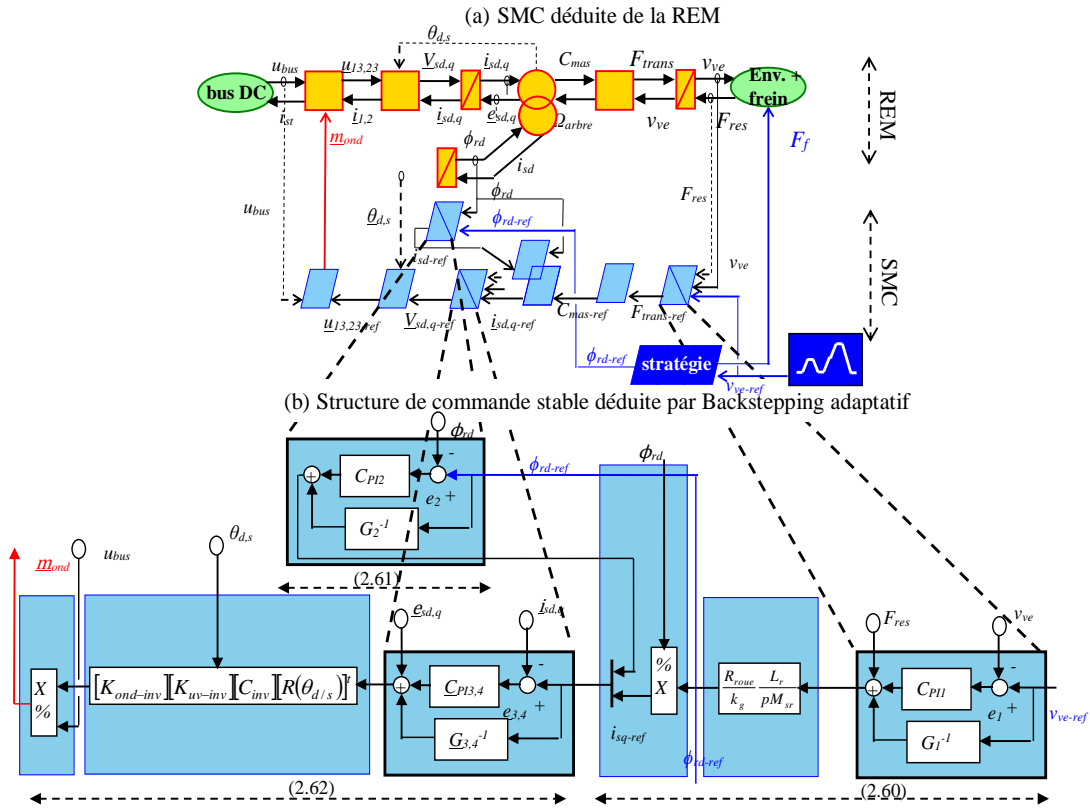 (a) SMC déduite de la REM
θd,s
ubus
u13,23
Vsd,q
isd,q
Cmas
Ftrans
vve
bus DC
Env. +
frein
REM
ist
i1,2
isd,q
esd,q
Ωarbre
vve
Fres
mond
ϕrd
isd
Ff
ϕrd
Fres
ubus
θd,s
ϕrd-ref
SMC
isd-ref
vve
u13,23-ref
Vsd,q-ref
isd,q-ref
Cmas-ref
Ftrans-ref
ϕrd-ref
stratégie
vve-ref
(b) Structure de commande stable déduite par Backstepping adaptatif
ϕrd
-
ϕrd
ϕrd-ref
CPI2
+
e2 +
G2-1
θd,s
ubus
mond
(2.61)
esd,q
isd,q
Fres
vve
X
%
[Kond-inv][Kuv-inv][Cinv][R(θd/s)]t
+
CPI3,4
-
e3,4
+
G3,4-1
%
X
isq-ref
Rroue
kg
Lr
pMsr
+
CPI1
-
e1 +
vve-ref
G1-1
ϕrd-ref
(2.62)
(2.60)